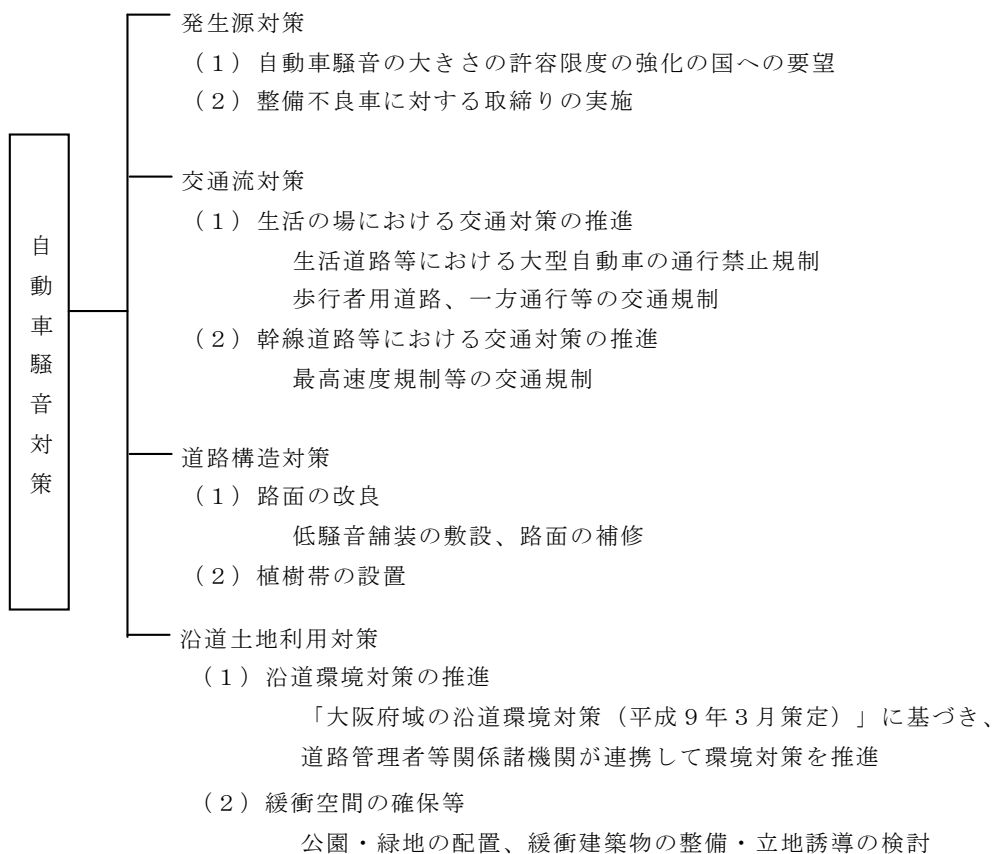 自動車騒音対策
発生源対策
（１）自動車騒音の大きさの許容限度の強化の国への要望
（２）整備不良車に対する取締りの実施
交通流対策
（１）生活の場における交通対策の推進
生活道路等における大型自動車の通行禁止規制
歩行者用道路、一方通行等の交通規制
（２）幹線道路等における交通対策の推進
最高速度規制等の交通規制
道路構造対策
（１）路面の改良
低騒音舗装の敷設、路面の補修
（２）植樹帯の設置
沿道土地利用対策
（１）沿道環境対策の推進
「大阪府域の沿道環境対策（平成９年３月策定）」に基づき、
道路管理者等関係諸機関が連携して環境対策を推進
（２）緩衝空間の確保等
公園・緑地の配置、緩衝建築物の整備・立地誘導の検討